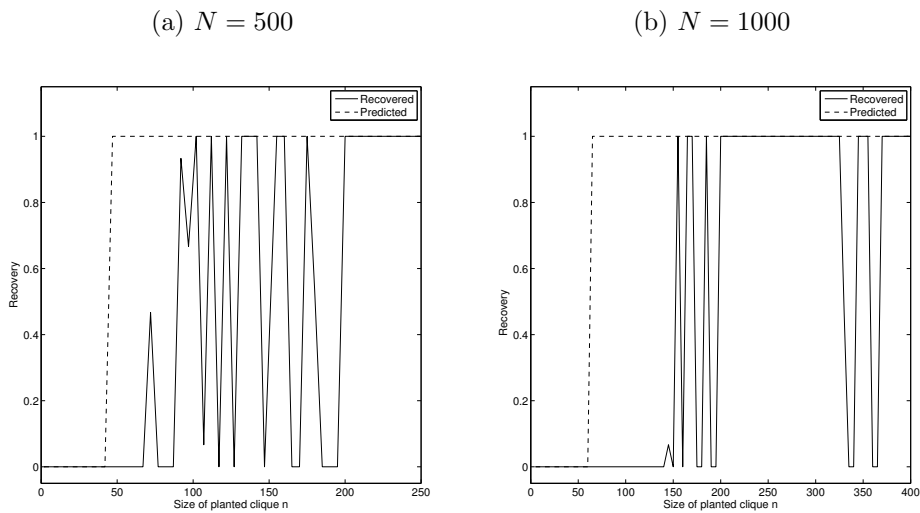 (a) N = 500
(b) N = 1000
Recovered
Predicted
1
0.8
0.6
0.4
0.2
0
Recovery
0 50 100 150 200 250
Size of planted clique n
Recovered
Predicted
1
0.8
0.6
0.4
0.2
0
Recovery
0 50 100 150 200 250 300 350 400
Size of planted clique n